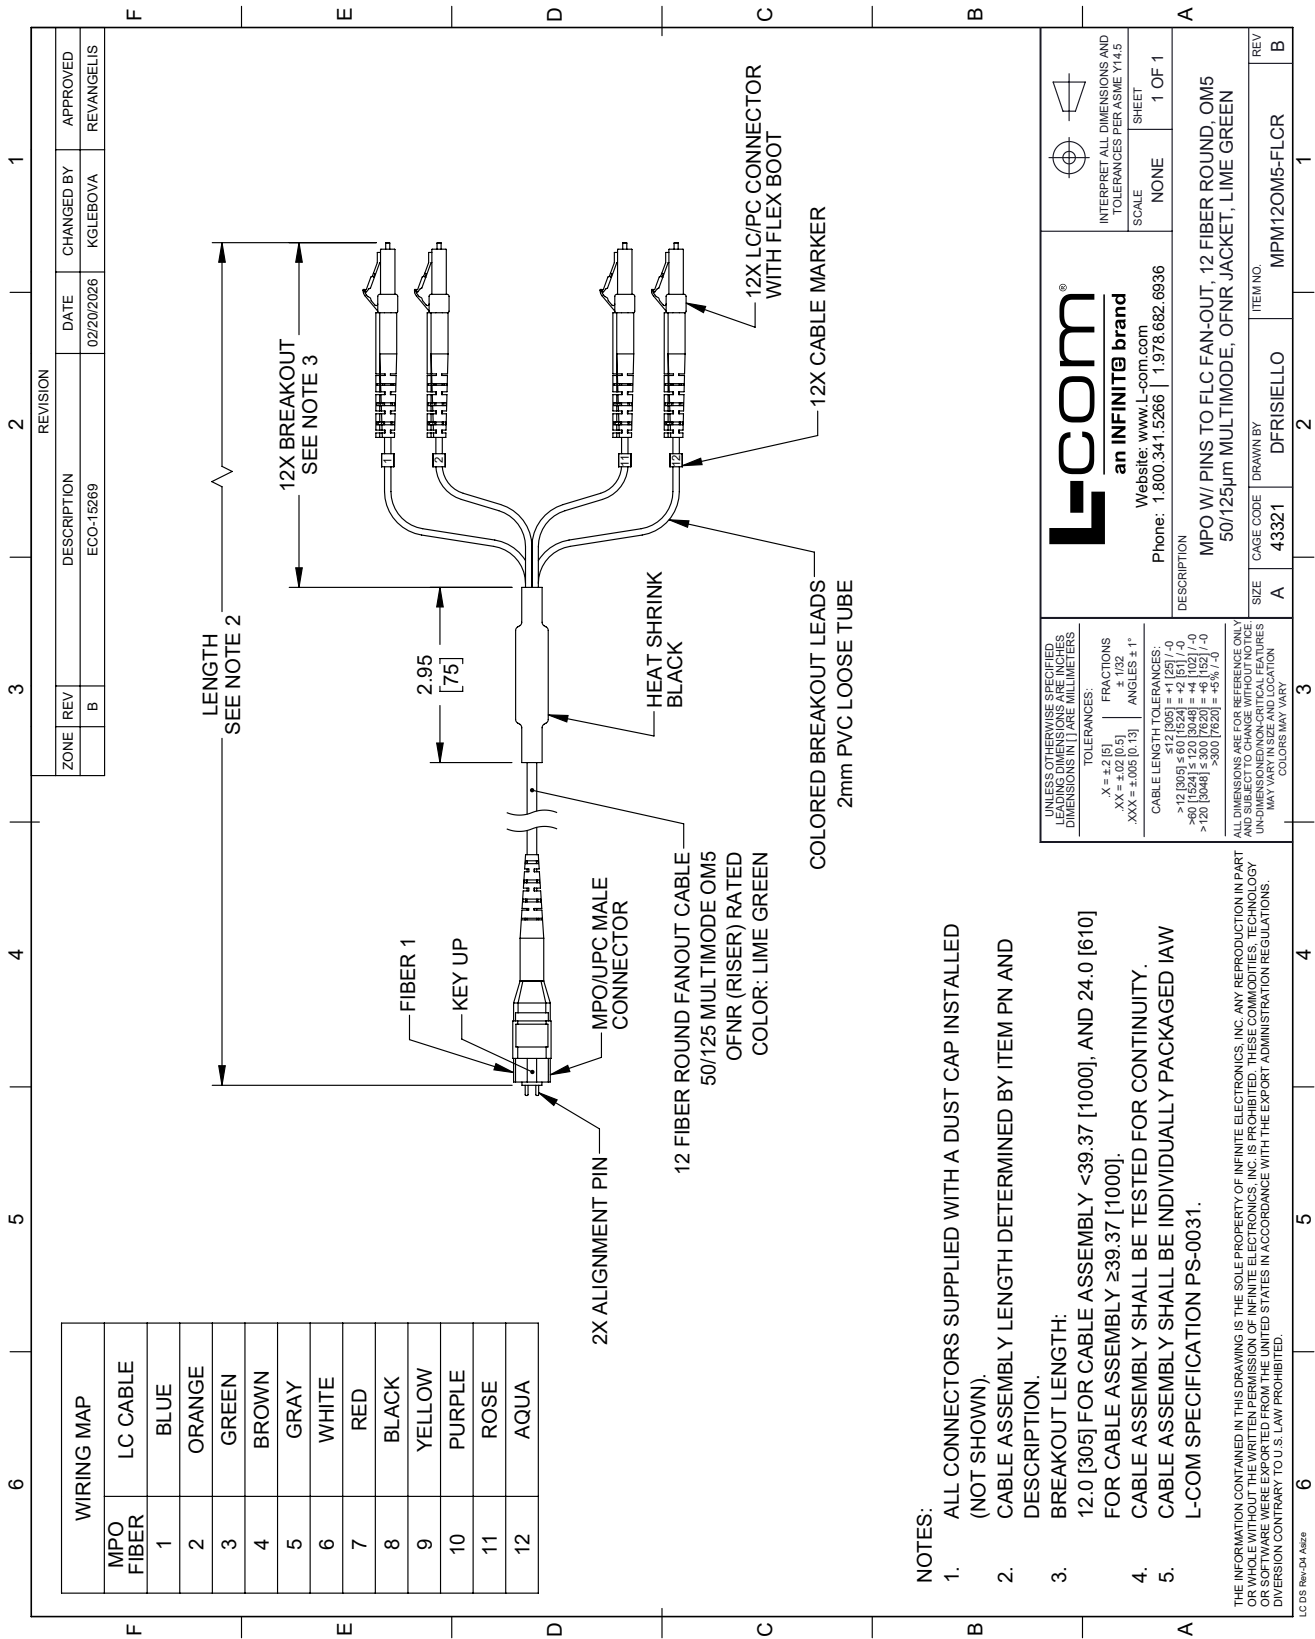 6
5
4
3
2
1
F
E
D
C
B
A
WIRING MAP
MPO FIBER LC CABLE
1 BLUE
2 ORANGE
3 GREEN
4 BROWN
5 GRAY
6 WHITE
7 RED
8 BLACK
9 YELLOW
10 PURPLE
11 ROSE
12 AQUA
REVISION
ZONE REV DESCRIPTION DATE CHANGED BY APPROVED
B ECO-15269 02/20/2026 KGLEBOVA REVANGELIS
LENGTH
SEE NOTE 2
12X BREAKOUT
SEE NOTE 3
2.95
[75]
FIBER 1
KEY UP
MPO/UPC MALE
CONNECTOR
2X ALIGNMENT PIN
12 FIBER ROUND FANOUT CABLE
50/125 MULTIMODE OM5
OFNR (RISER) RATED
COLOR: LIME GREEN
HEAT SHRINK
BLACK
COLORED BREAKOUT LEADS
2mm PVC LOOSE TUBE
1
2
11
12
12X CABLE MARKER
12X LC/PC CONNECTOR
WITH FLEX BOOT
NOTES:
1. ALL CONNECTORS SUPPLIED WITH A DUST CAP INSTALLED
(NOT SHOWN).
2. CABLE ASSEMBLY LENGTH DETERMINED BY ITEM PN AND
DESCRIPTION.
3. BREAKOUT LENGTH:
12.0 [305] FOR CABLE ASSEMBLY <39.37 [1000], AND 24.0 [610]
FOR CABLE ASSEMBLY ≥39.37 [1000].
4. CABLE ASSEMBLY SHALL BE TESTED FOR CONTINUITY.
5. CABLE ASSEMBLY SHALL BE INDIVIDUALLY PACKAGED IAW
L-COM SPECIFICATION PS-0031.
THE INFORMATION CONTAINED IN THIS DRAWING IS THE SOLE PROPERTY OF INFINITE ELECTRONICS, INC. ANY REPRODUCTION IN PART
OR WHOLE WITHOUT THE WRITTEN PERMISSION OF INFINITE ELECTRONICS, INC. IS PROHIBITED. THESE COMMODITIES, TECHNOLOGY
OR SOFTWARE WERE EXPORTED FROM THE UNITED STATES IN ACCORDANCE WITH THE EXPORT ADMINISTRATION REGULATIONS.
DIVERSION CONTRARY TO U.S. LAW PROHIBITED.
UNLESS OTHERWISE SPECIFIED
LEADING DIMENSIONS ARE INCHES
DIMENSIONS IN [ ] ARE MILLIMETERS
TOLERANCES:
.X = ±.2 [5] FRACTIONS
.XX = ±.02 [0.5] ± 1/32
.XXX = ±.005 [0.13] ANGLES ± 1°
CABLE LENGTH TOLERANCES:
≤12 [305] = +1 [25] / -0
>12 [305] ≤ 60 [1524] = +2 [51] / -0
>60 [1524] ≤ 120 [3048] = +4 [102] / -0
>120 [3048] ≤ 300 [7620] = +6 [152] / -0
>300 [7620] = +5% / -0
ALL DIMENSIONS ARE FOR REFERENCE ONLY
AND SUBJECT TO CHANGE WITHOUT NOTICE.
UN-DIMENSIONED/NON-CRITICAL FEATURES
MAY VARY IN SIZE AND LOCATION
COLORS MAY VARY
L-com®
an INFINITE brand
Website: www.L-com.com
Phone: 1.800.341.5266 | 1.978.682.6936
INTERPRET ALL DIMENSIONS AND
TOLERANCES PER ASME Y14.5
SCALE NONE
SHEET 1 OF 1
DESCRIPTION
MPO W/ PINS TO FLC FAN-OUT, 12 FIBER ROUND, OM5
50/125µm MULTIMODE, OFNR JACKET, LIME GREEN
SIZE A
CAGE CODE 43321
DRAWN BY DFRISIELLO
ITEM NO. MPM12OM5-FLCR
REV B
F
E
D
C
B
A
6
5
4
3
2
1
LC DS Rev-D4 Asize